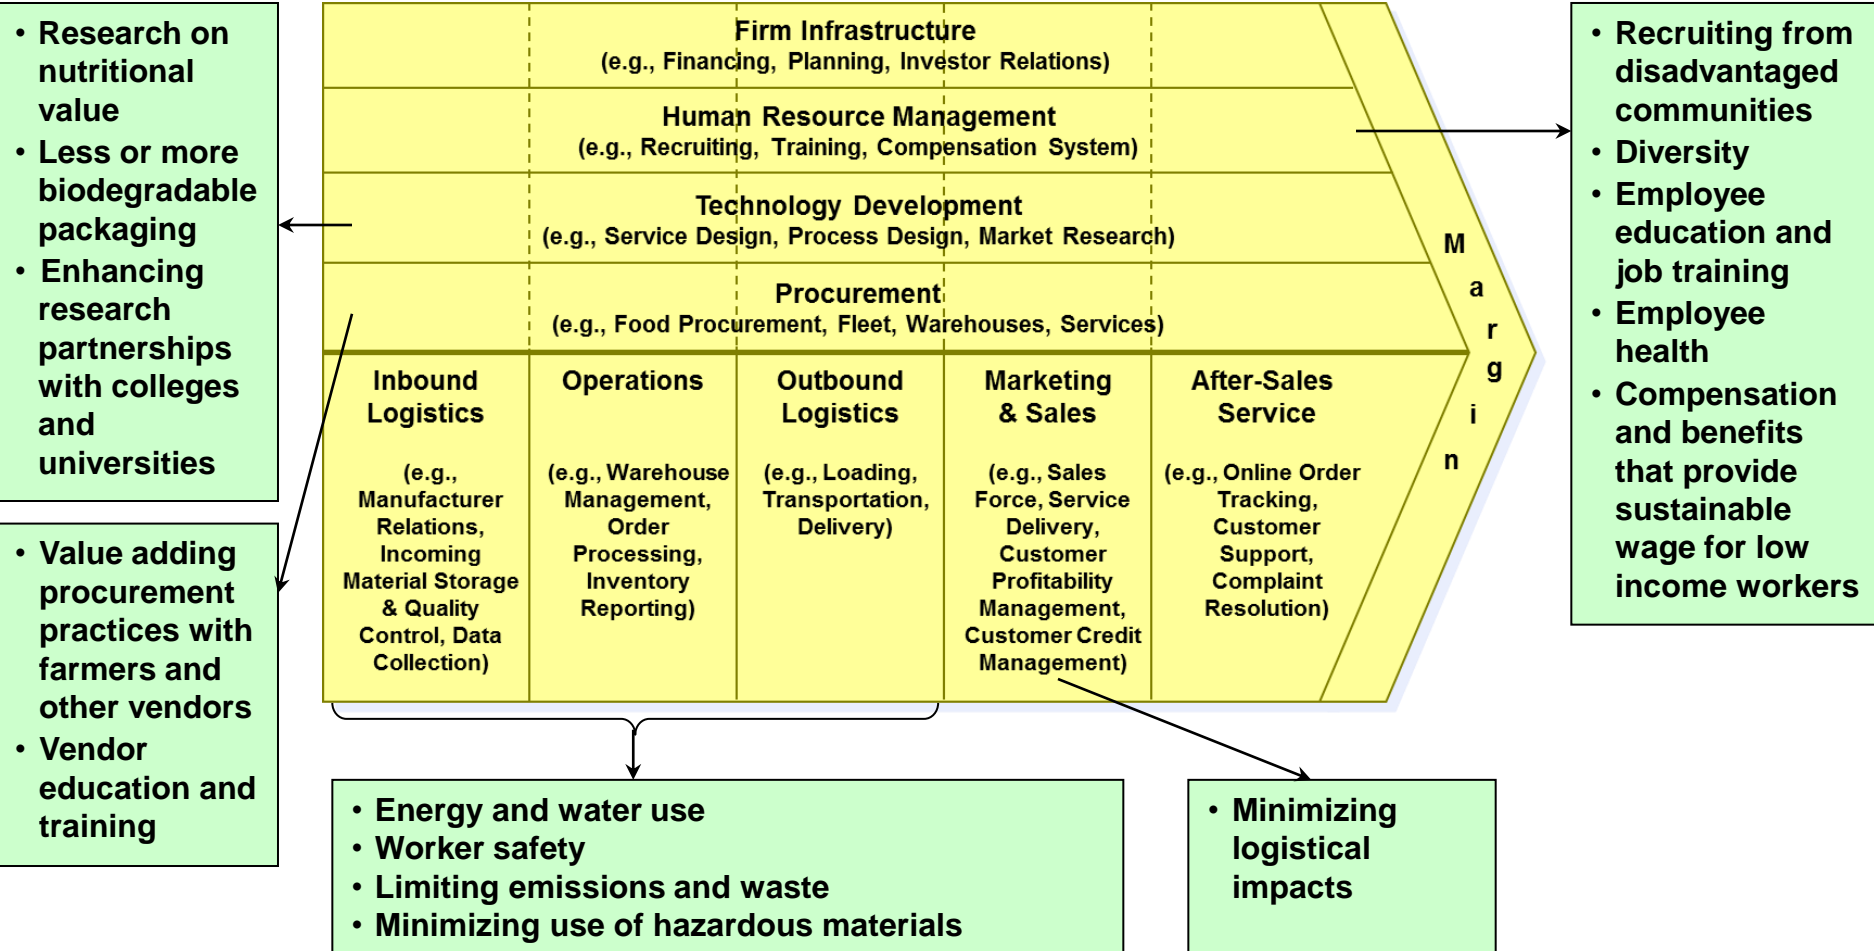 • Research on
nutritional
value
• Less or more
biodegradable
packaging
• Enhancing
research
partnerships
with colleges
and
universities
• Value adding
procurement
practices with
farmers and
other vendors
• Vendor
education and
training
Firm Infrastructure
(e.g., Financing, Planning, Investor Relations)
Human Resource Management
(e.g., Recruiting, Training, Compensation System)
Technology Development
(e.g., Service Design, Process Design, Market Research)
Procurement
(e.g., Food Procurement, Fleet, Warehouses, Services)
Inbound
Logistics
(e.g.,
Manufacturer
Relations,
Incoming
Material Storage
& Quality
Control, Data
Collection)
Operations
(e.g., Warehouse
Management,
Order
Processing,
Inventory
Reporting)
Outbound
Logistics
(e.g., Loading,
Transportation,
Delivery)
Marketing
& Sales
(e.g., Sales
Force, Service
Delivery,
Customer
Profitability
Management,
Customer Credit
Management)
After-Sales
Service
(e.g., Online Order
Tracking,
Customer
Support,
Complaint
Resolution)
M
a
r
g
i
n
• Recruiting from
disadvantaged
communities
• Diversity
• Employee
education and
job training
• Employee
health
• Compensation
and benefits
that provide
sustainable
wage for low
income workers
• Energy and water use
• Worker safety
• Limiting emissions and waste
• Minimizing use of hazardous materials
• Minimizing
logistical
impacts